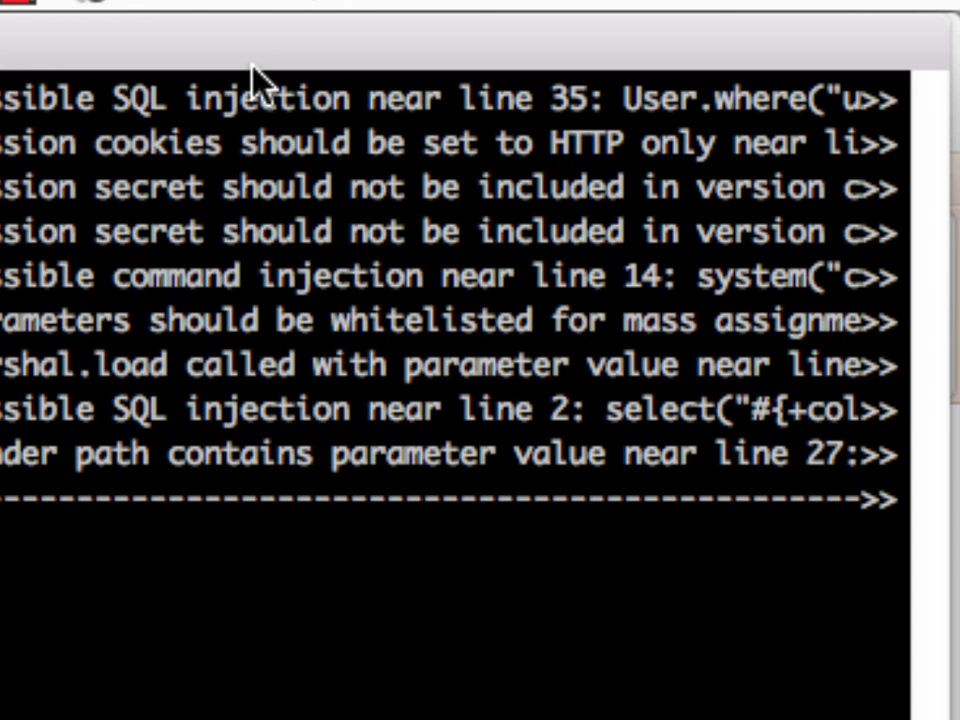 ssible SQL injection near line 35: User.where("u>>
ssion cookies should be set to HTTP only near li>>
ssion secret should not be included in version c>>
ssion secret should not be included in version c>>
ssible command injection near line 14: system("c>>
rameters should be whitelisted for mass assignme>>
rshal.load called with parameter value near line>>
ssible SQL injection near line 2: select("#{+col>>
nder path contains parameter value near line 27:>>
----------------------------------------------->>